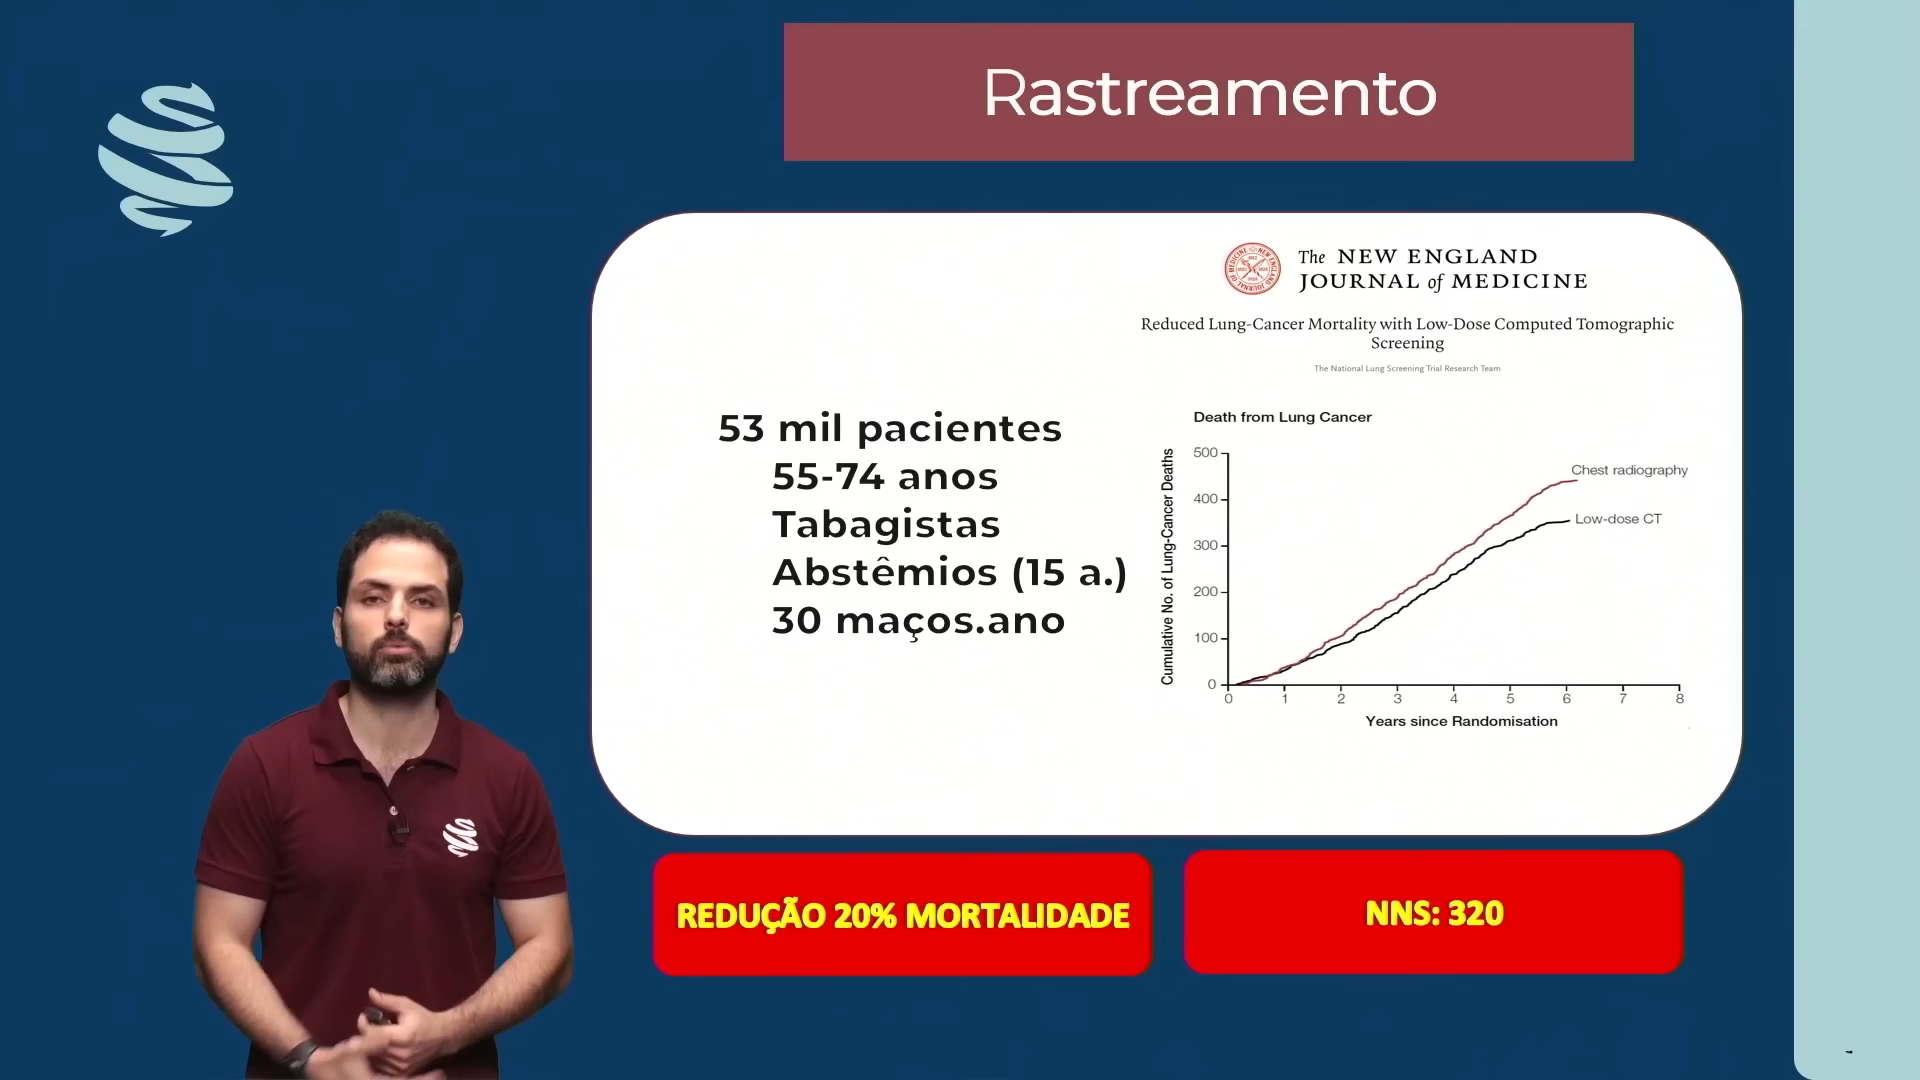 Rastreamento
The NEW ENGLAND
JOURNAL of MEDICINE
Reduced Lung-Cancer Mortality with Low-Dose Computed Tomographic
Screening
The National Lung Screening Trial Research Team
53 mil pacientes
55-74 anos
Tabagistas
Abstêmios (15 a.)
30 maços.ano
Death from Lung Cancer
Cumulative No. of Lung-Cancer Deaths
500
400
300
200
100
0
Chest radiography
Low-dose CT
0 1 2 3 4 5 6 7 8
Years since Randomisation
REDUÇÃO 20% MORTALIDADE
NNS: 320